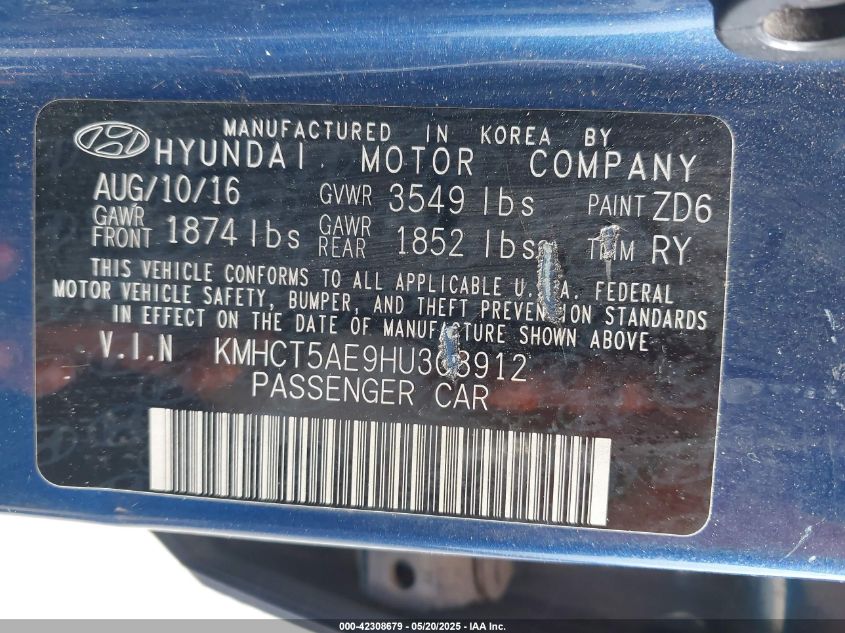 MANUFACTURED IN KOREA BY
HYUNDAI MOTOR COMPANY
AUG/10/16 GVWR 3549 lbs PAINT ZD6
GAWR FRONT 1874 lbs GAWR REAR 1852 lbs TRIM RY
THIS VEHICLE CONFORMS TO ALL APPLICABLE U.S.A. FEDERAL
MOTOR VEHICLE SAFETY, BUMPER, AND THEFT PREVENTION STANDARDS
IN EFFECT ON THE DATE OF MANUFACTURE SHOWN ABOVE
V.I.N KMHCT5AE9HU308912
PASSENGER CAR
000-42308679 - 05/20/2025 - IAA Inc.